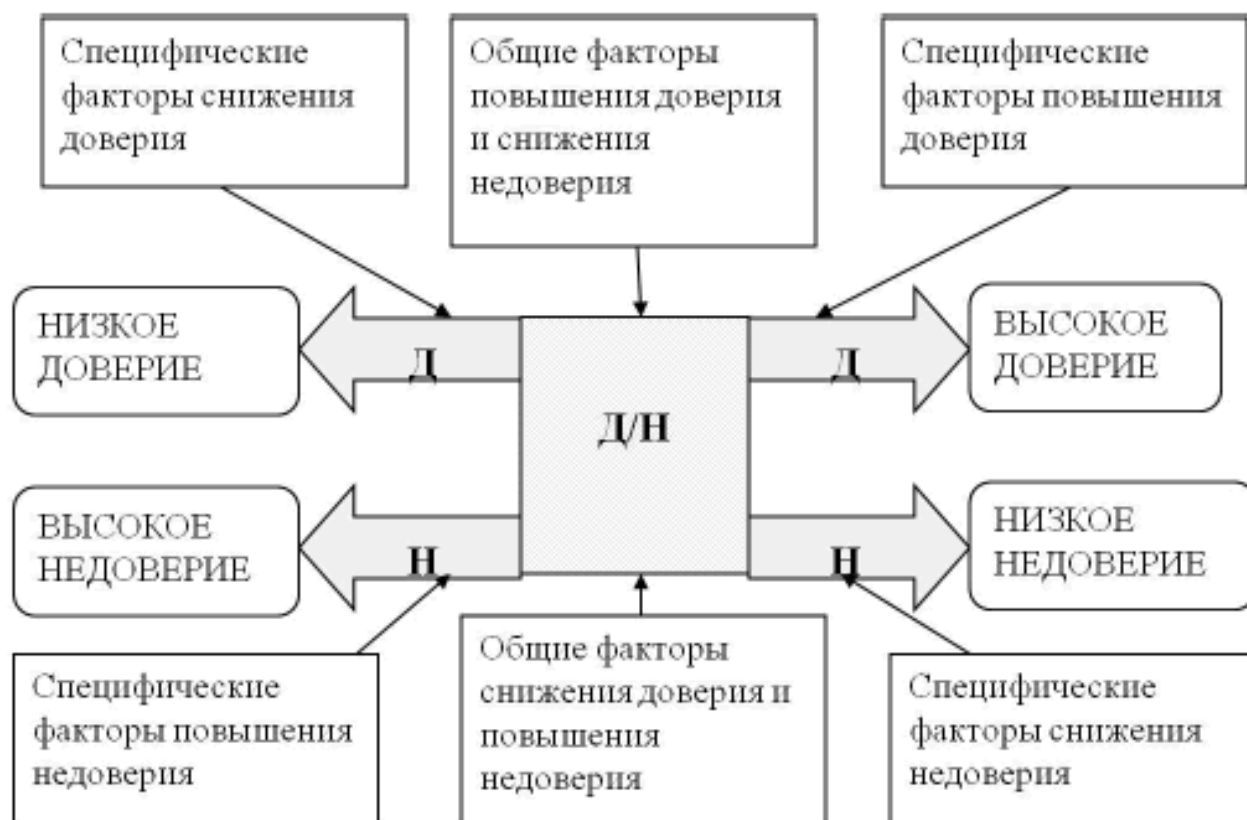 Специфические
факторы снижения
доверия
Общие факторы
повышения доверия
и снижения
недоверия
Специфические
факторы повышения
доверия
НИЗКОЕ
ДОВЕРИЕ
Д
Д
ВЫСОКОЕ
ДОВЕРИЕ
Д/Н
ВЫСОКОЕ
НЕДОВЕРИЕ
Н
Н
НИЗКОЕ
НЕДОВЕРИЕ
Специфические
факторы повышения
недоверия
Общие факторы
снижения доверия и
повышения
недоверия
Специфические
факторы снижения
недоверия